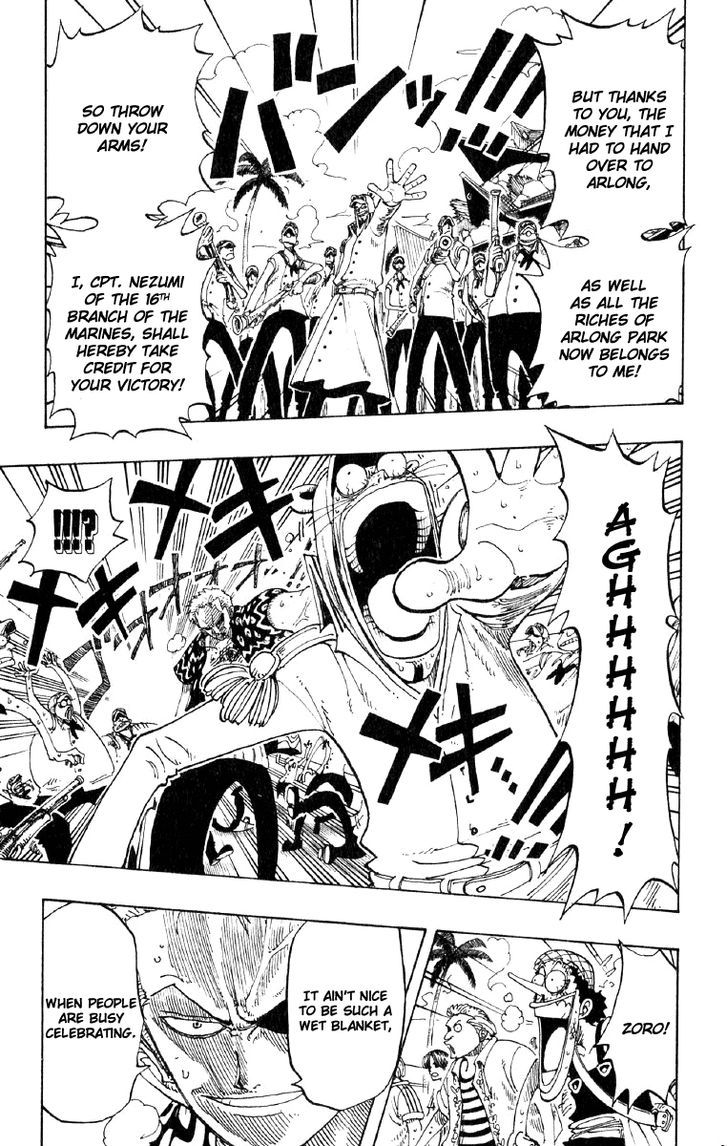 BUT THANKS
TO YOU, THE
MONEY THAT I
HAD TO HAND
OVER TO
ARLONG,
AS WELL
AS ALL THE
RICHES OF
ARLONG PARK
NOW BELONGS
TO ME!
バンッ!!!
SO THROW
DOWN YOUR
ARMS!
I, CPT. NEZUMI
OF THE 16TH
BRANCH OF THE
MARINES, SHALL
HEREBY TAKE
CREDIT FOR
YOUR VICTORY!
AGHHHHHHH!
メキメキメキメキ...!!!
!!!?
ZORO!
IT AIN'T NICE
TO BE SUCH A
WET BLANKET,
WHEN PEOPLE
ARE BUSY
CELEBRATING.